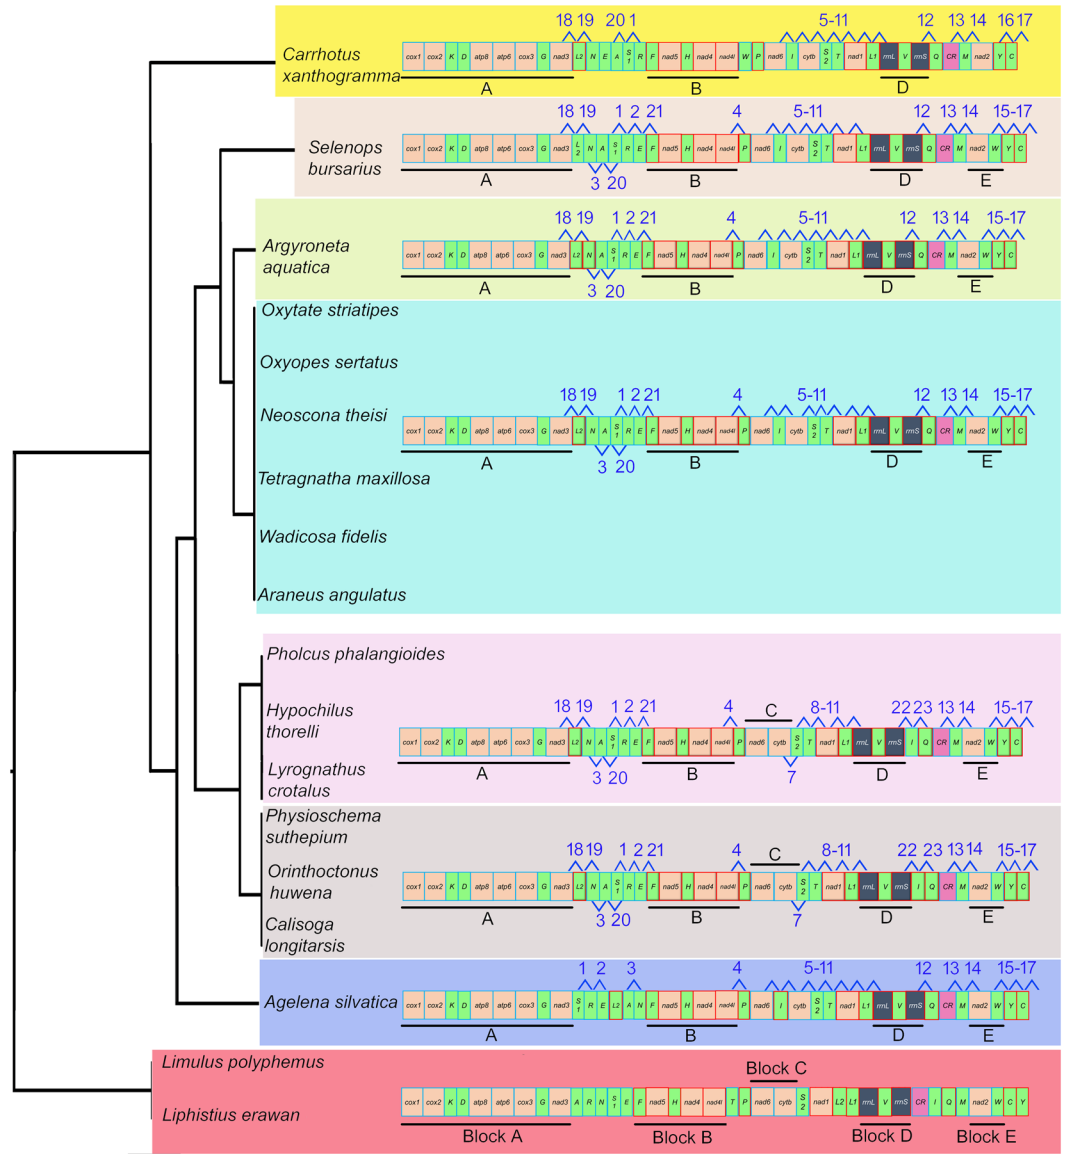 18 19 20 1 5-11 12 13 14 16 17
Carrhotus
xanthogramma
cox1 cox2 K D atp8 atp6 cox3 G nad3 L2 N E A S1 R F nad5 H nad4 nad4l W P nad6 I cytb S2 T nad1 L1 rrnL V rrnS Q CR M nad2 Y C
A B D
18 19 1 2 21 4 5-11 12 13 14 15-17
Selenops
bursarius
cox1 cox2 K D atp8 atp6 cox3 G nad3 L2 N A S1 R E F nad5 H nad4 nad4l P nad6 I cytb S2 T nad1 L1 rrnL V rrnS Q CR M nad2 W Y C
A 3 20 B D E
18 19 1 2 21 4 5-11 12 13 14 15-17
Argyroneta
aquatica
cox1 cox2 K D atp8 atp6 cox3 G nad3 L2 N A S1 R E F nad5 H nad4 nad4l P nad6 I cytb S2 T nad1 L1 rrnL V rrnS Q CR M nad2 W Y C
A 3 20 B D E
Oxytate striatipes
Oxyopes sertatus
18 19 1 2 21 4 5-11 12 13 14 15-17
Neoscona theisi
cox1 cox2 K D atp8 atp6 cox3 G nad3 L2 N A S1 R E F nad5 H nad4 nad4l P nad6 I cytb S2 T nad1 L1 rrnL V rrnS Q CR M nad2 W Y C
A 3 20 B D E
Tetragnatha maxillosa
Wadicosa fidelis
Araneus angulatus
Pholcus phalangioides
18 19 1 2 21 4 C 8-11 22 23 13 14 15-17
Hypochilus
thorelli
cox1 cox2 K D atp8 atp6 cox3 G nad3 L2 N A S1 R E F nad5 H nad4 nad4l P nad6 cytb S2 T nad1 L1 rrnL V rrnS I Q CR M nad2 W Y C
A 3 20 B 7 D E
Lyrognathus
crotalus
Physioschema
suthepium
18 19 1 2 21 4 C 8-11 22 23 13 14 15-17
Orinthoctonus
huwena
cox1 cox2 K D atp8 atp6 cox3 G nad3 L2 N A S1 R E F nad5 H nad4 nad4l P nad6 cytb S2 T nad1 L1 rrnL V rrnS I Q CR M nad2 W Y C
A 3 20 B 7 D E
Calisoga
longitarsis
1 2 3 4 5-11 12 13 14 15-17
Agelena silvatica
cox1 cox2 K D atp8 atp6 cox3 G nad3 S1 R E L2 A N F nad5 H nad4 nad4l P nad6 I cytb S2 T nad1 L1 rrnL V rrnS Q CR M nad2 W Y C
A B D E
Limulus polyphemus
Block C
Liphistius erawan
cox1 cox2 K D atp8 atp6 cox3 G nad3 A R N S1 E F nad5 H nad4 nad4l T P nad6 cytb S2 nad1 L2 L1 rrnL V rrnS CR I Q M nad2 W C Y
Block A Block B Block D Block E